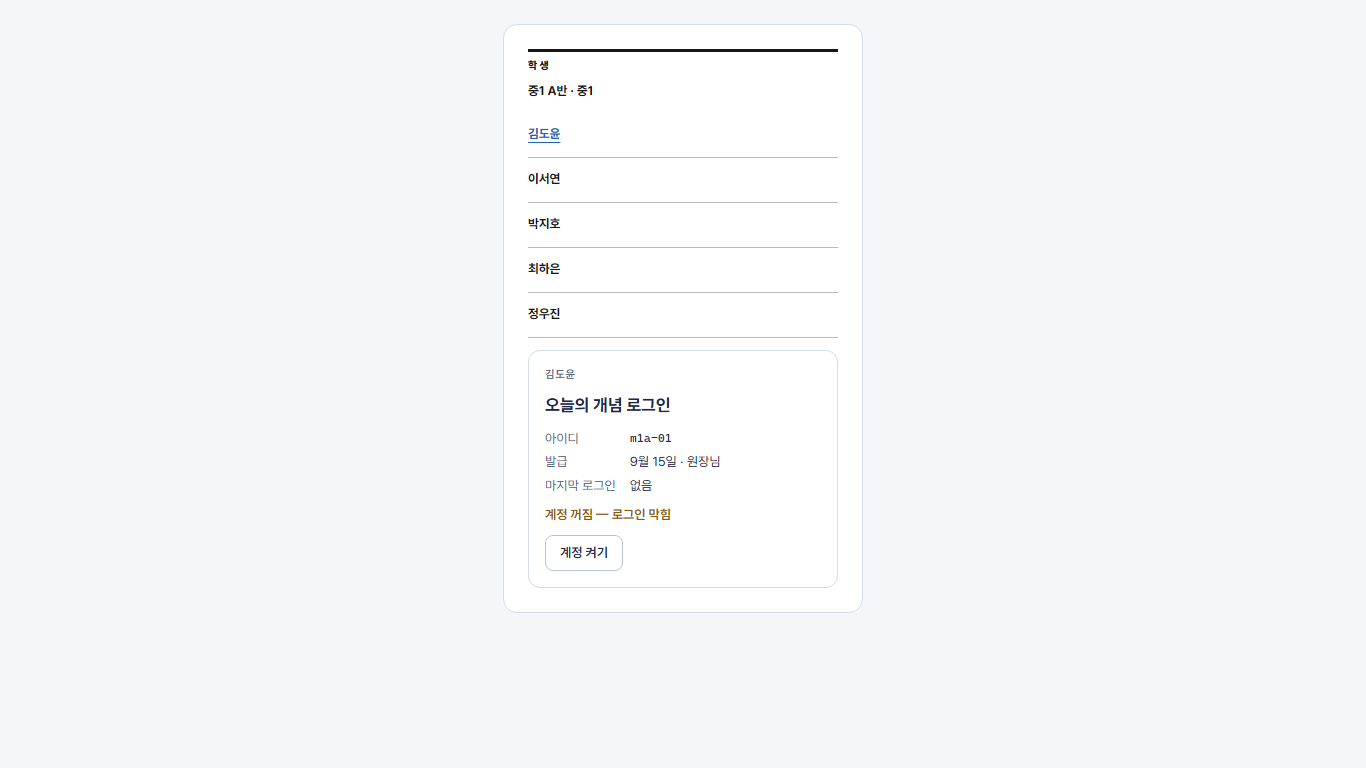 학생
중1 A반 · 중1
김도윤
이서연
박지호
최하은
정우진
김도윤
오늘의 개념 로그인
아이디 m1a-01
발급 9월 15일 · 원장님
마지막 로그인 없음
계정 꺼짐 — 로그인 막힘
계정 켜기